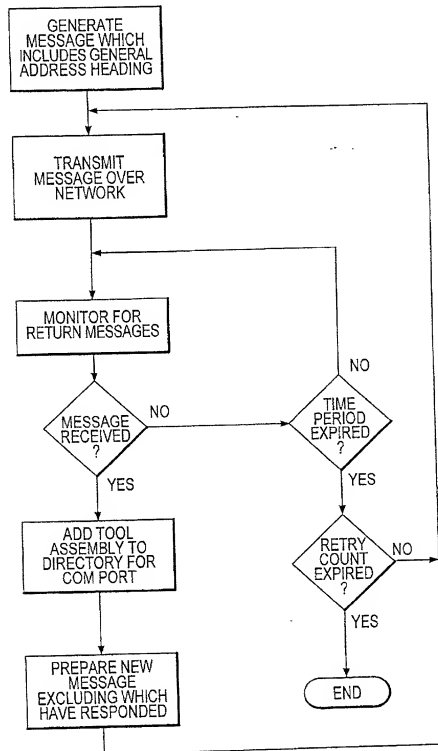 GENERATE
MESSAGE WHICH
INCLUDES GENERAL
ADDRESS HEADING
TRANSMIT
MESSAGE OVER
NETWORK
MONITOR FOR
RETURN MESSAGES
MESSAGE
RECEIVED
?
NO
YES
TIME
PERIOD
EXPIRED
?
NO
YES
ADD TOOL
ASSEMBLY TO
DIRECTORY FOR
COM PORT
RETRY
COUNT
EXPIRED
?
NO
YES
PREPARE NEW
MESSAGE
EXCLUDING WHICH
HAVE RESPONDED
END